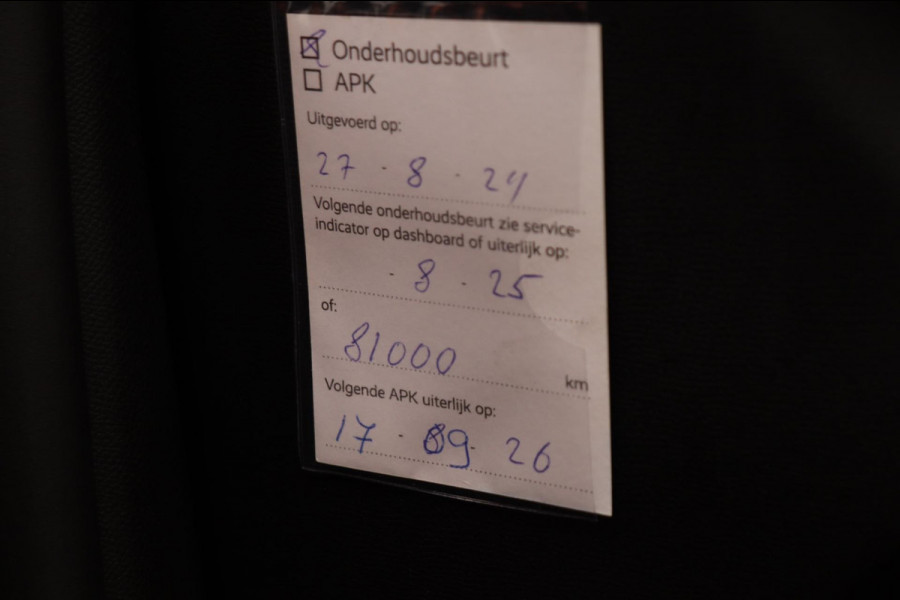 Onderhoudsbeurt
APK
Uitgevoerd op:
27 - 8 - 24
Volgende onderhoudsbeurt zie service-
indicator op dashboard of uiterlijk op:
- 8 - 25
of:
81000 km
Volgende APK uiterlijk op:
17 - 09 - 26